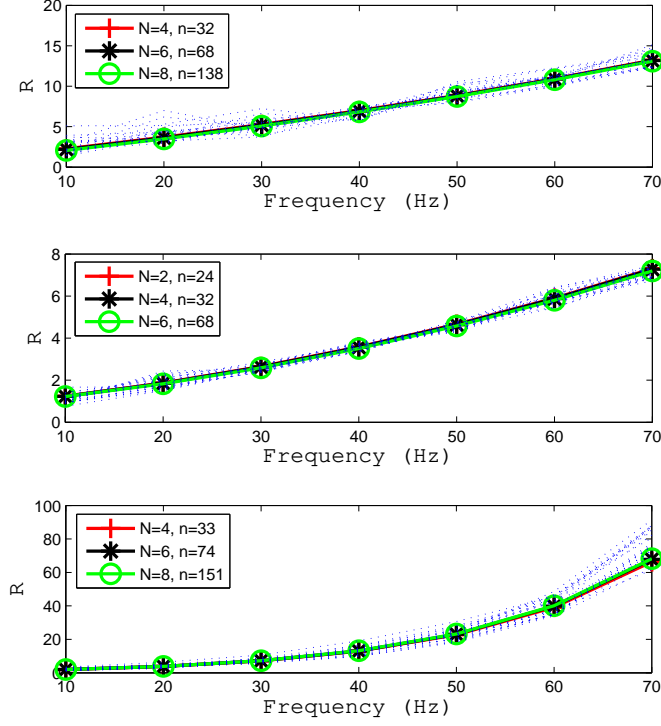 20
15
10
5
0
R
N=4, n=32
N=6, n=68
N=8, n=138
10 20 30 40 50 60 70
Frequency (Hz)
8
6
4
2
0
R
N=2, n=24
N=4, n=32
N=6, n=68
10 20 30 40 50 60 70
Frequency (Hz)
100
80
60
40
20
0
R
N=4, n=33
N=6, n=74
N=8, n=151
10 20 30 40 50 60 70
Frequency (Hz)